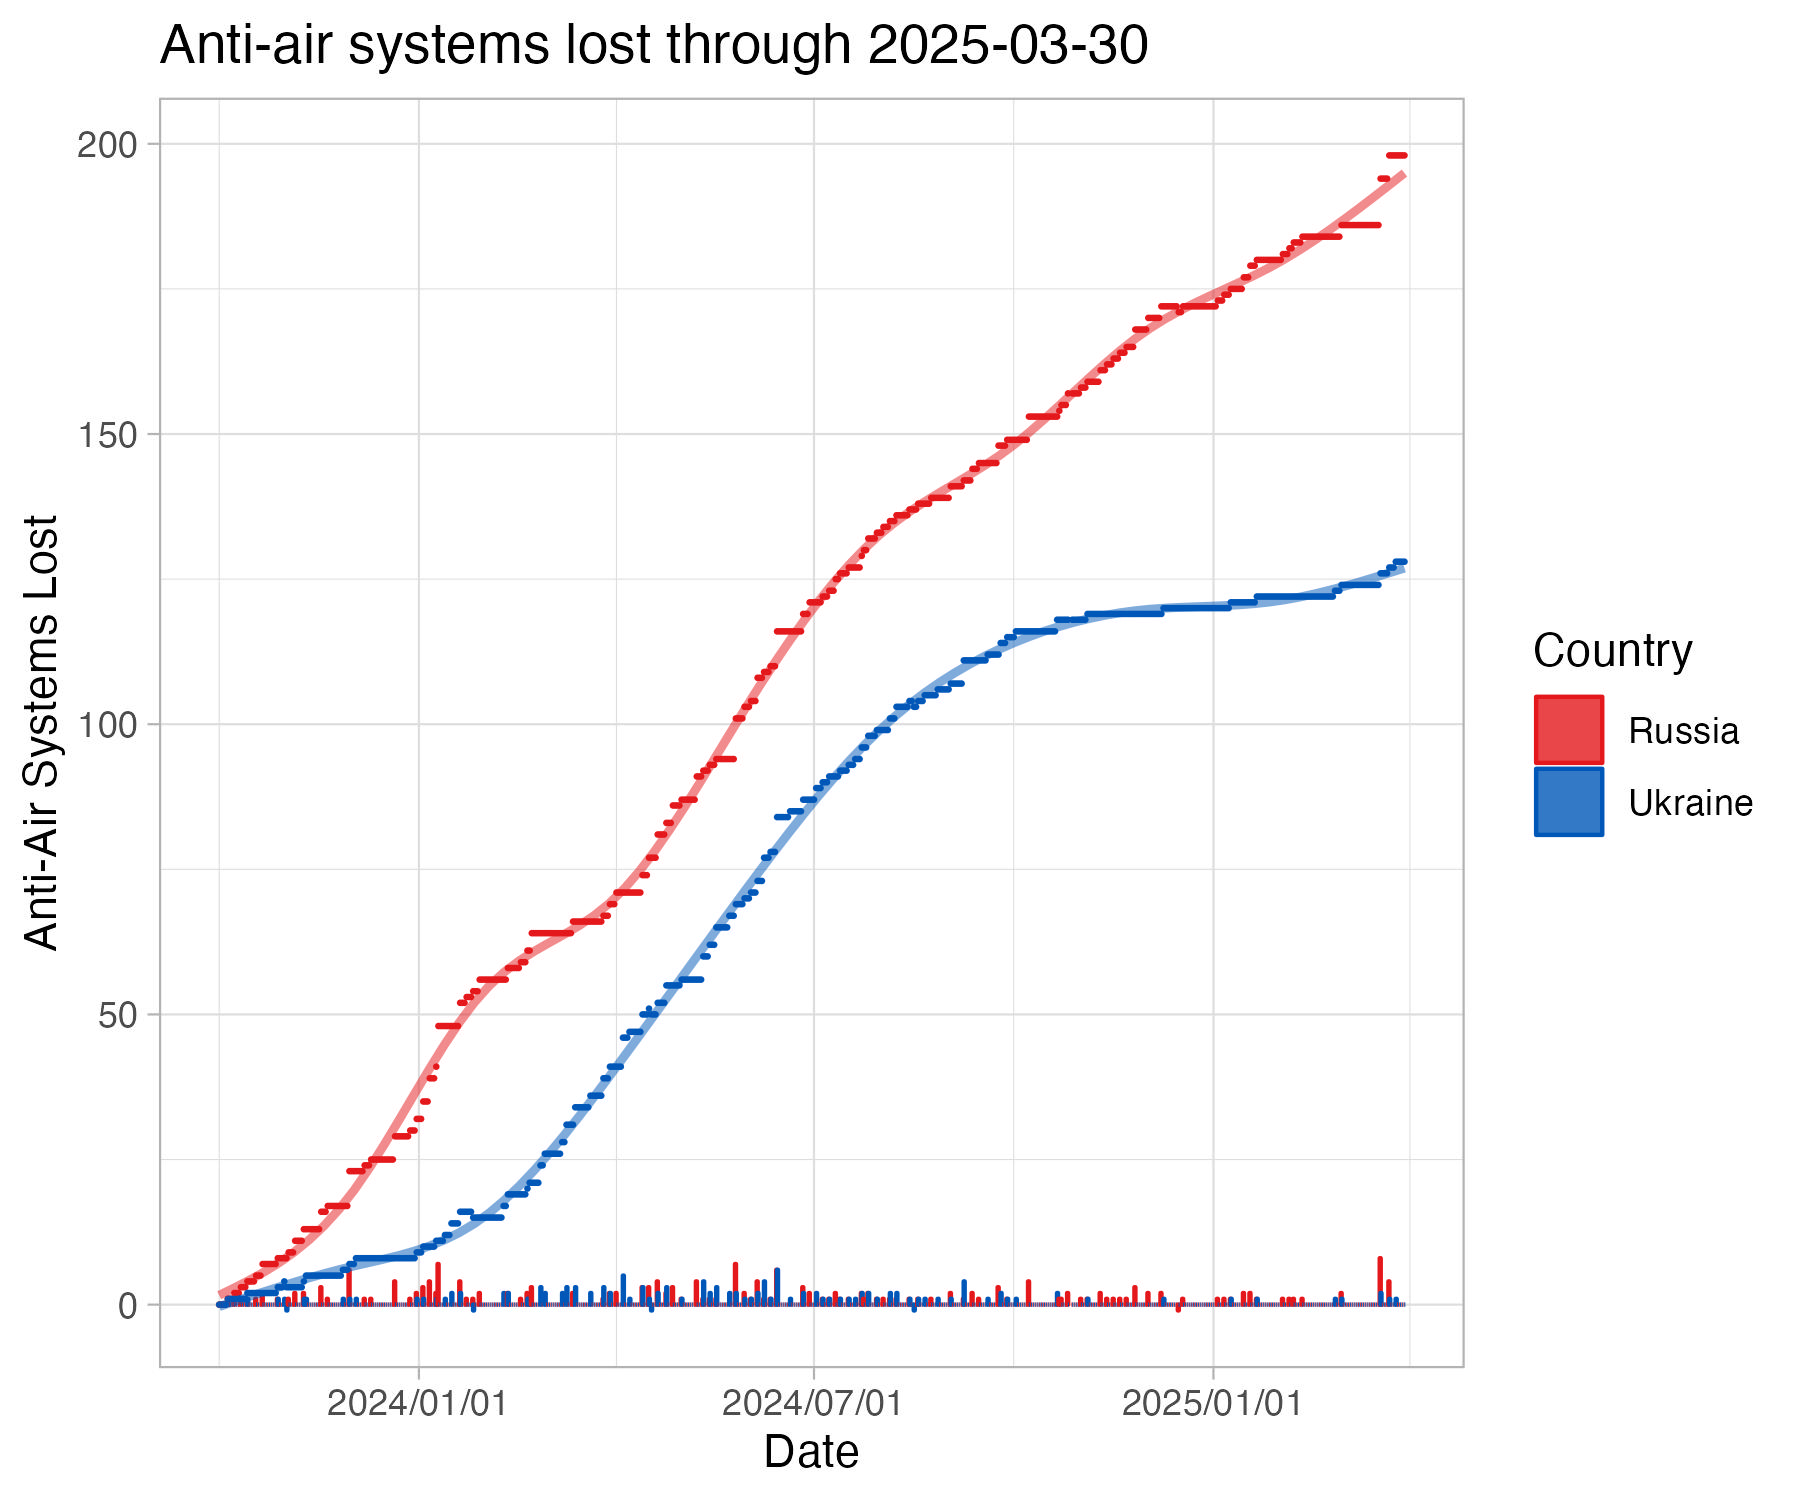 Anti-air systems lost through 2025-03-30
Anti-Air Systems Lost
200
150
100
50
0
2024/01/01
2024/07/01
2025/01/01
Date
Country
Russia
Ukraine